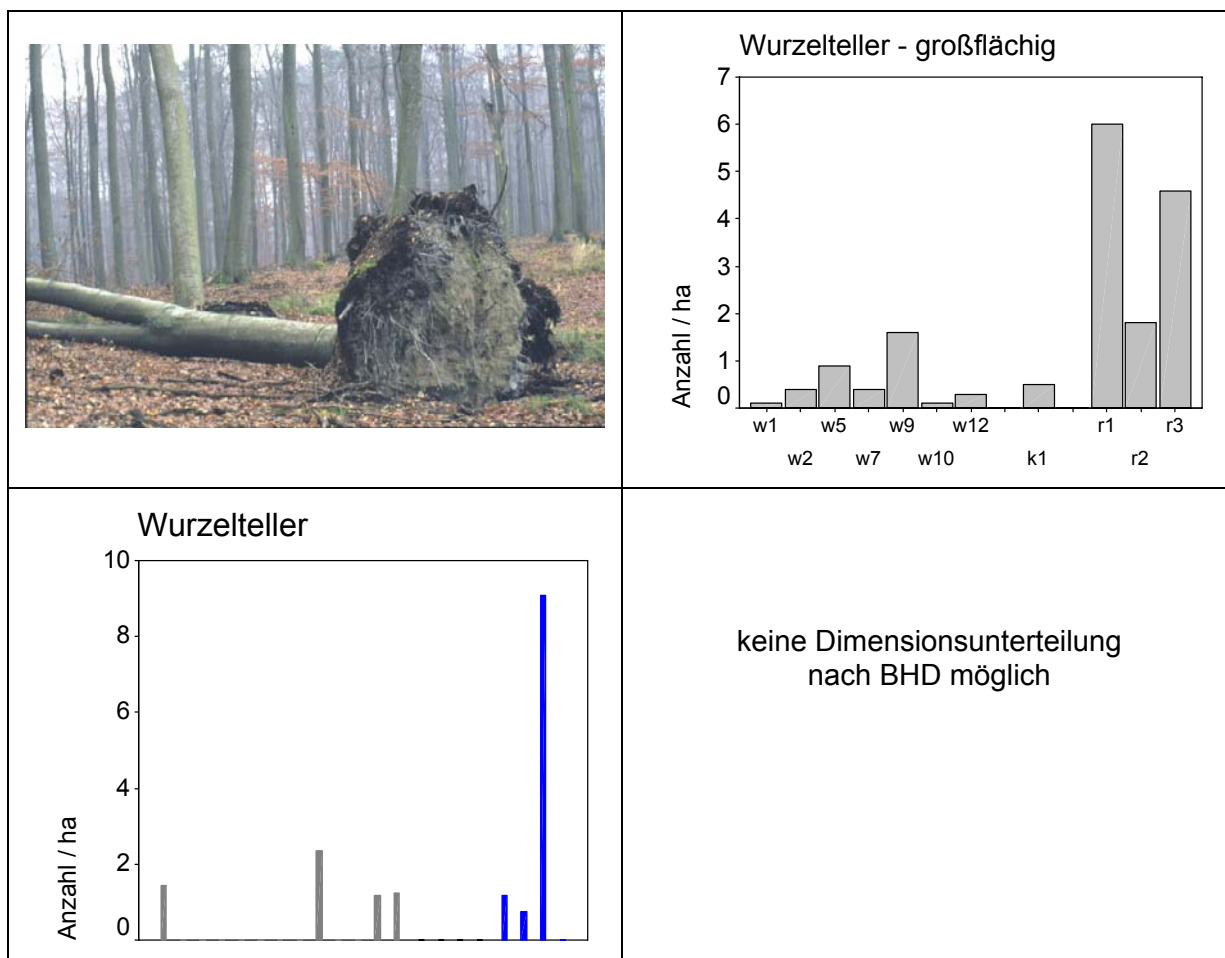 Wurzelteller - großflächig
7
6
5
4
3
2
1
0
Anzahl / ha
w1 w5 w9 w12 r1 r3
w2 w7 w10 k1 r2
Wurzelteller
10
8
6
4
2
0
Anzahl / ha
keine Dimensionsunterteilung
nach BHD möglich